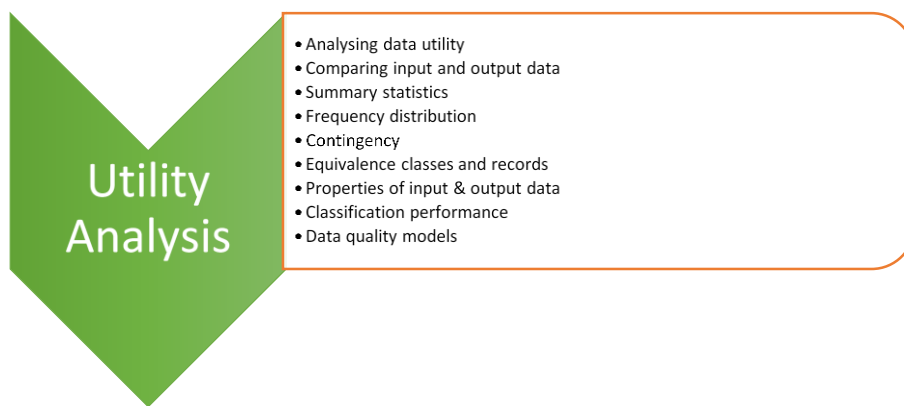 Utility
Analysis
• Analysing data utility
• Comparing input and output data
• Summary statistics
• Frequency distribution
• Contingency
• Equivalence classes and records
• Properties of input & output data
• Classification performance
• Data quality models